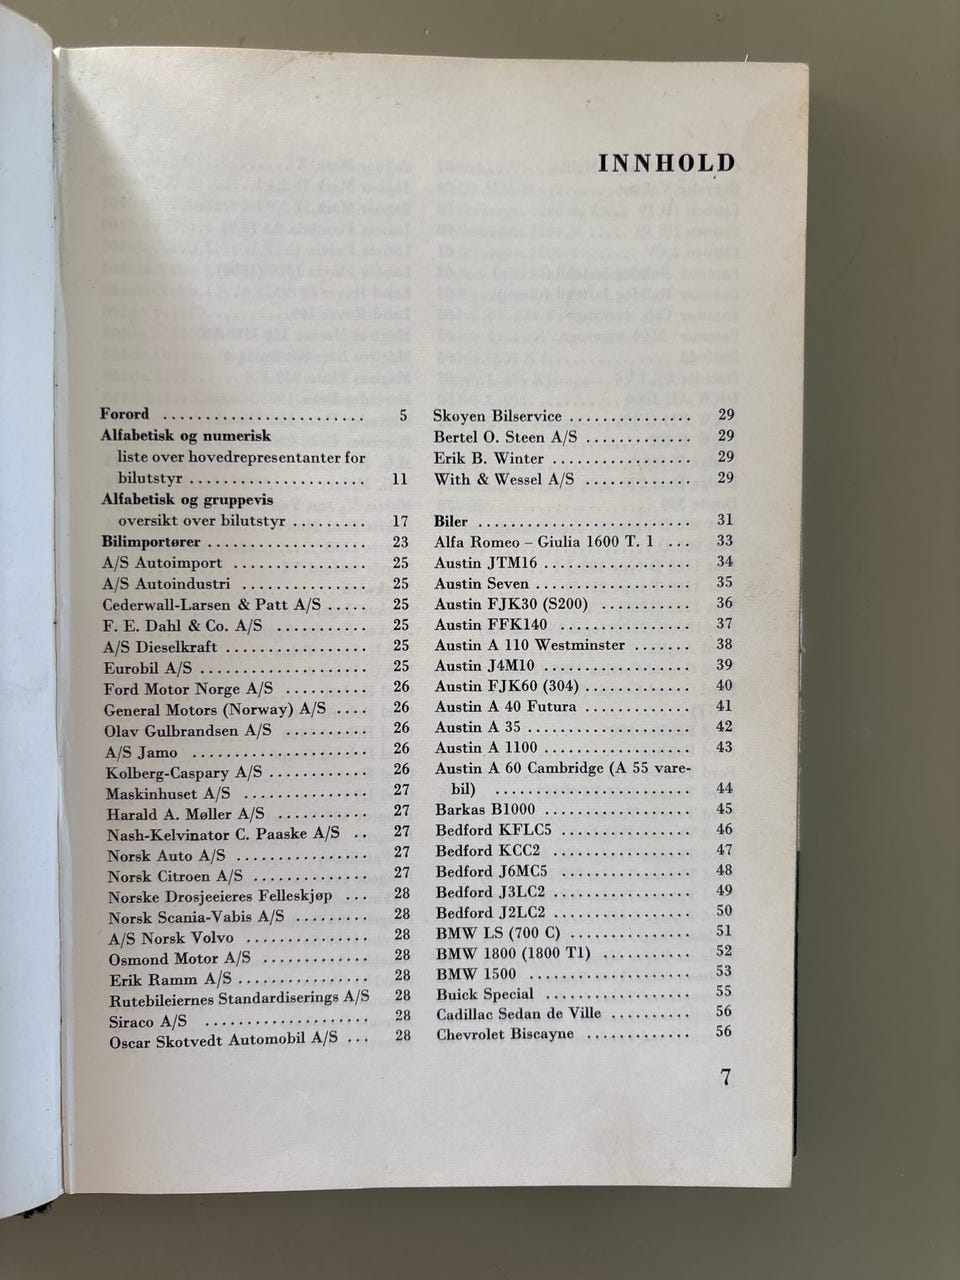 INNHOLD
Forord ........................ 5
Alfabetisk og numerisk
liste over hovedrepresentanter for
bilutstyr ..................... 11
Alfabetisk og gruppevis
oversikt over bilutstyr ......... 17
Bilimportører ................... 23
A/S Autoimport ................ 25
A/S Autoindustri ............... 25
Cederwall-Larsen & Patt A/S ..... 25
F. E. Dahl & Co. A/S ........... 25
A/S Dieselkraft ................. 25
Eurobil A/S .................... 25
Ford Motor Norge A/S .......... 26
General Motors (Norway) A/S .... 26
Olav Gulbrandsen A/S .......... 26
A/S Jamo ..................... 26
Kolberg-Caspary A/S ............ 26
Maskinhuset A/S ............... 27
Harald A. Møller A/S ........... 27
Nash-Kelvinator C. Paaske A/S .. 27
Norsk Auto A/S ................ 27
Norsk Citroen A/S .............. 27
Norske Drosjeeieres Felleskjøp ... 28
Norsk Scania-Vabis A/S ......... 28
A/S Norsk Volvo ............... 28
Osmond Motor A/S ............. 28
Erik Ramm A/S ................ 28
Rutebileiernes Standardiserings A/S 28
Siraco A/S .................... 28
Oscar Skotvedt Automobil A/S ... 28
Skøyen Bilservice ............... 29
Bertel O. Steen A/S ............. 29
Erik B. Winter ................. 29
With & Wessel A/S ............. 29
Biler .......................... 31
Alfa Romeo – Giulia 1600 T. 1 ... 33
Austin JTM16 .................. 34
Austin Seven ................... 35
Austin FJK30 (S200) ........... 36
Austin FFK140 ................ 37
Austin A 110 Westminster ....... 38
Austin J4M10 .................. 39
Austin FJK60 (304) ............. 40
Austin A 40 Futura ............. 41
Austin A 35 .................... 42
Austin A 1100 .................. 43
Austin A 60 Cambridge (A 55 vare-
bil) ....................... 44
Barkas B1000 .................. 45
Bedford KFLC5 ................ 46
Bedford KCC2 ................. 47
Bedford J6MC5 ................ 48
Bedford J3LC2 ................. 49
Bedford J2LC2 ................. 50
BMW LS (700 C) .............. 51
BMW 1800 (1800 T1) ........... 52
BMW 1500 ................... 53
Buick Special .................. 55
Cadillac Sedan de Ville .......... 56
Chevrolet Biscayne ............. 56
7